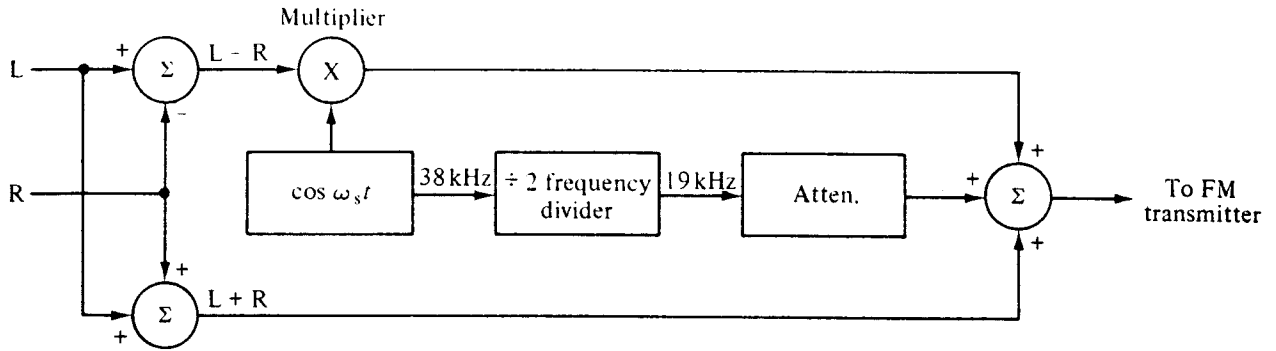 Multiplier
L
+
Σ
L - R
X
-
R
cos ω_s t
38 kHz
÷ 2 frequency
divider
19 kHz
Atten.
+
+
Σ
+
To FM
transmitter
+
Σ
+
L + R